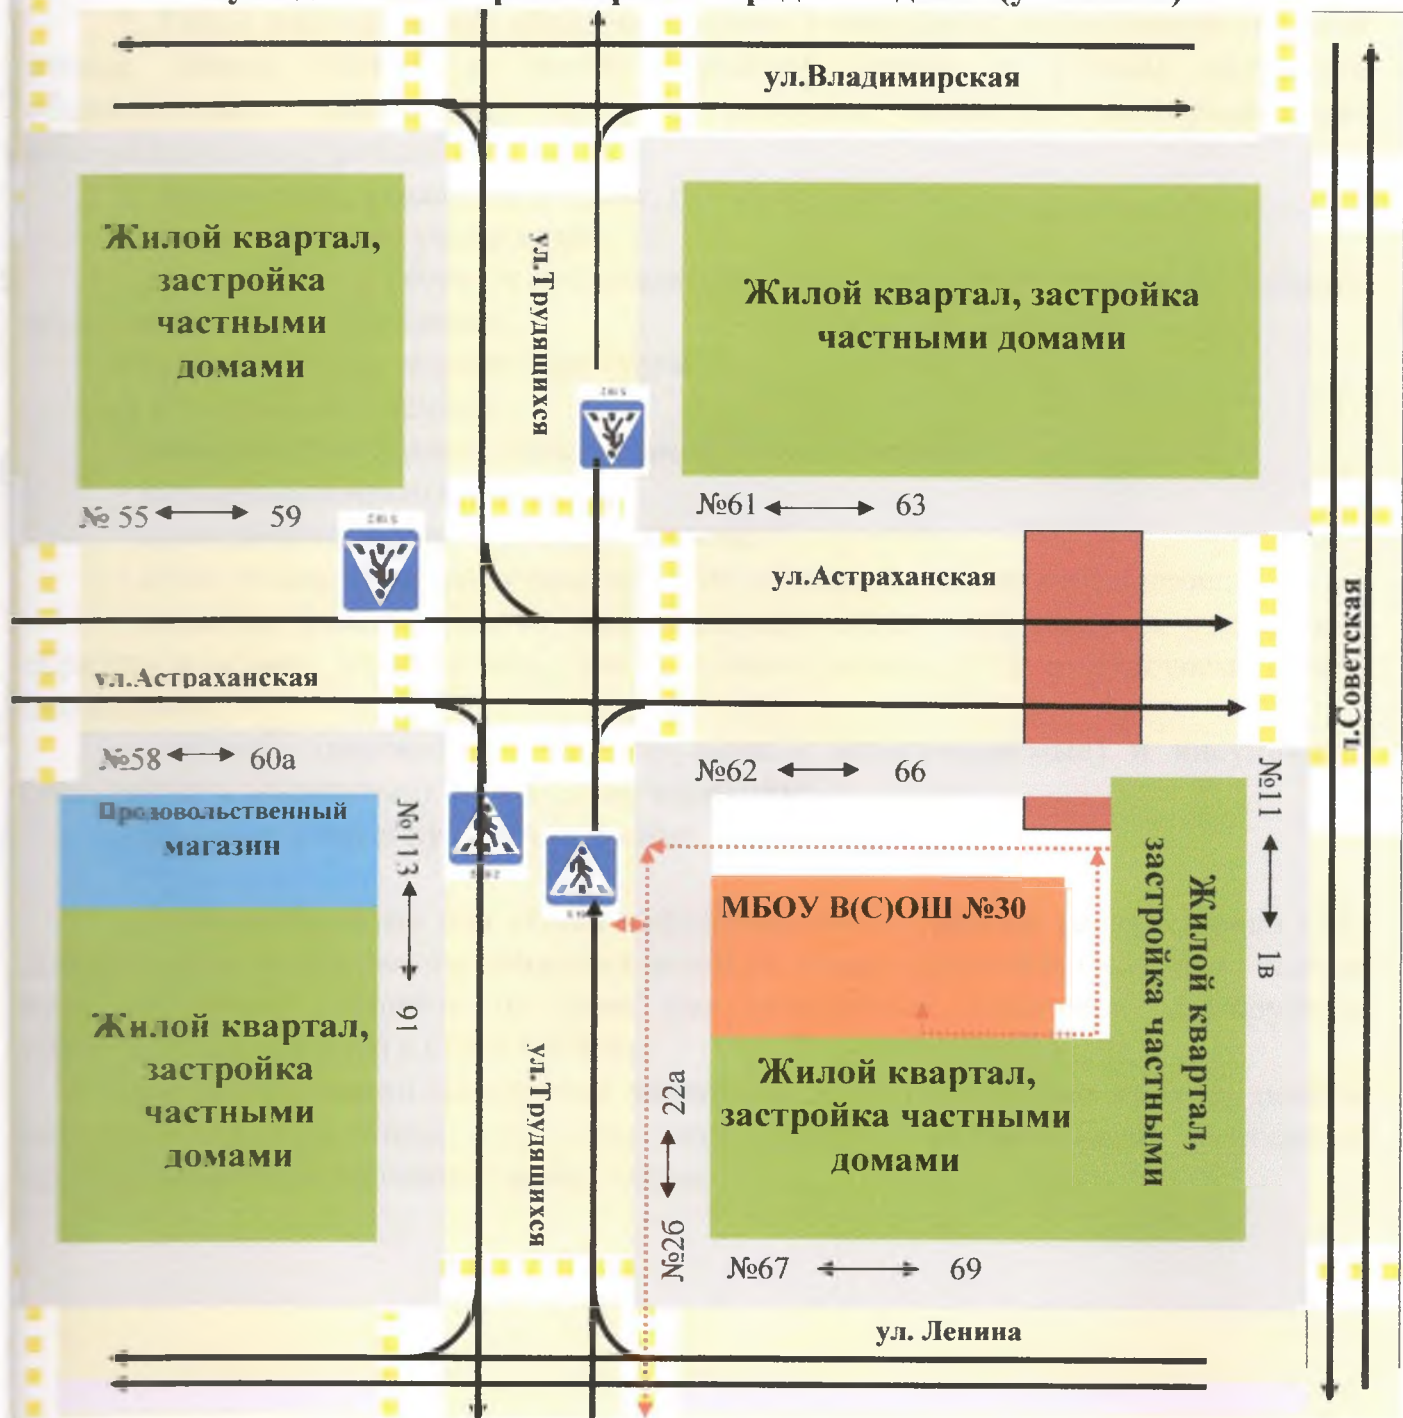 ул.Владимирская
Жилой квартал,
застройка
частными
домами
ул.Трудящихся
Жилой квартал, застройка
частными домами
№ 55 59
№61 63
ул.Астраханская
ул.Астраханская
л.Советская
№58 60а
№62 66
Продовольственный
магазин
№113 91
МБОУ В(С)ОШ №30
Жилой квартал,
застройка частными
№11 1в
Жилой квартал,
застройка
частными
домами
ул.Трудящихся
№26 22а
Жилой квартал,
застройка частными
домами
№67 69
ул. Ленина